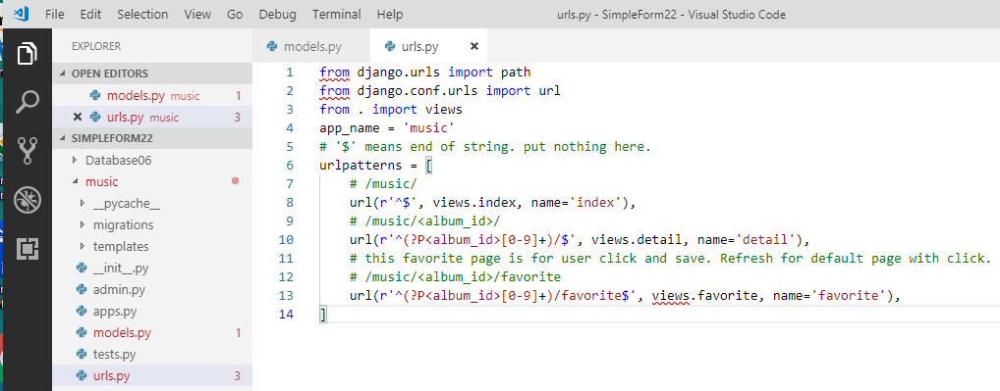 File Edit Selection View Go Debug Terminal Help urls.py - SimpleForm22 - Visual Studio Code
EXPLORER
OPEN EDITORS
models.py music 1
urls.py music 3
SIMPLEFORM22
Database06
music
__pycache__
migrations
templates
__init__.py
admin.py
apps.py
models.py 1
tests.py
urls.py 3
models.py urls.py
1 from django.urls import path
2 from django.conf.urls import url
3 from . import views
4 app_name = 'music'
5 # '$' means end of string. put nothing here.
6 urlpatterns = [
7 # /music/
8 url(r'^$', views.index, name='index'),
9 # /music/<album_id>/
10 url(r'^(?P<album_id>[0-9]+)/$', views.detail, name='detail'),
11 # this favorite page is for user click and save. Refresh for default page with click.
12 # /music/<album_id>/favorite
13 url(r'^(?P<album_id>[0-9]+)/favorite$', views.favorite, name='favorite'),
14 ]